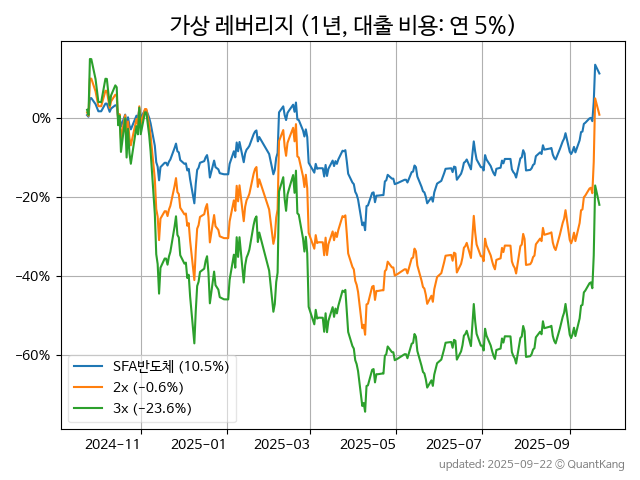 가상 레버리지 (1년, 대출 비용: 연 5%)
0%
−20%
−40%
−60%
SFA반도체 (10.5%)
2x (−0.6%)
3x (−23.6%)
2024-11 2025-01 2025-03 2025-05 2025-07 2025-09
updated: 2025-09-22 © QuantKang